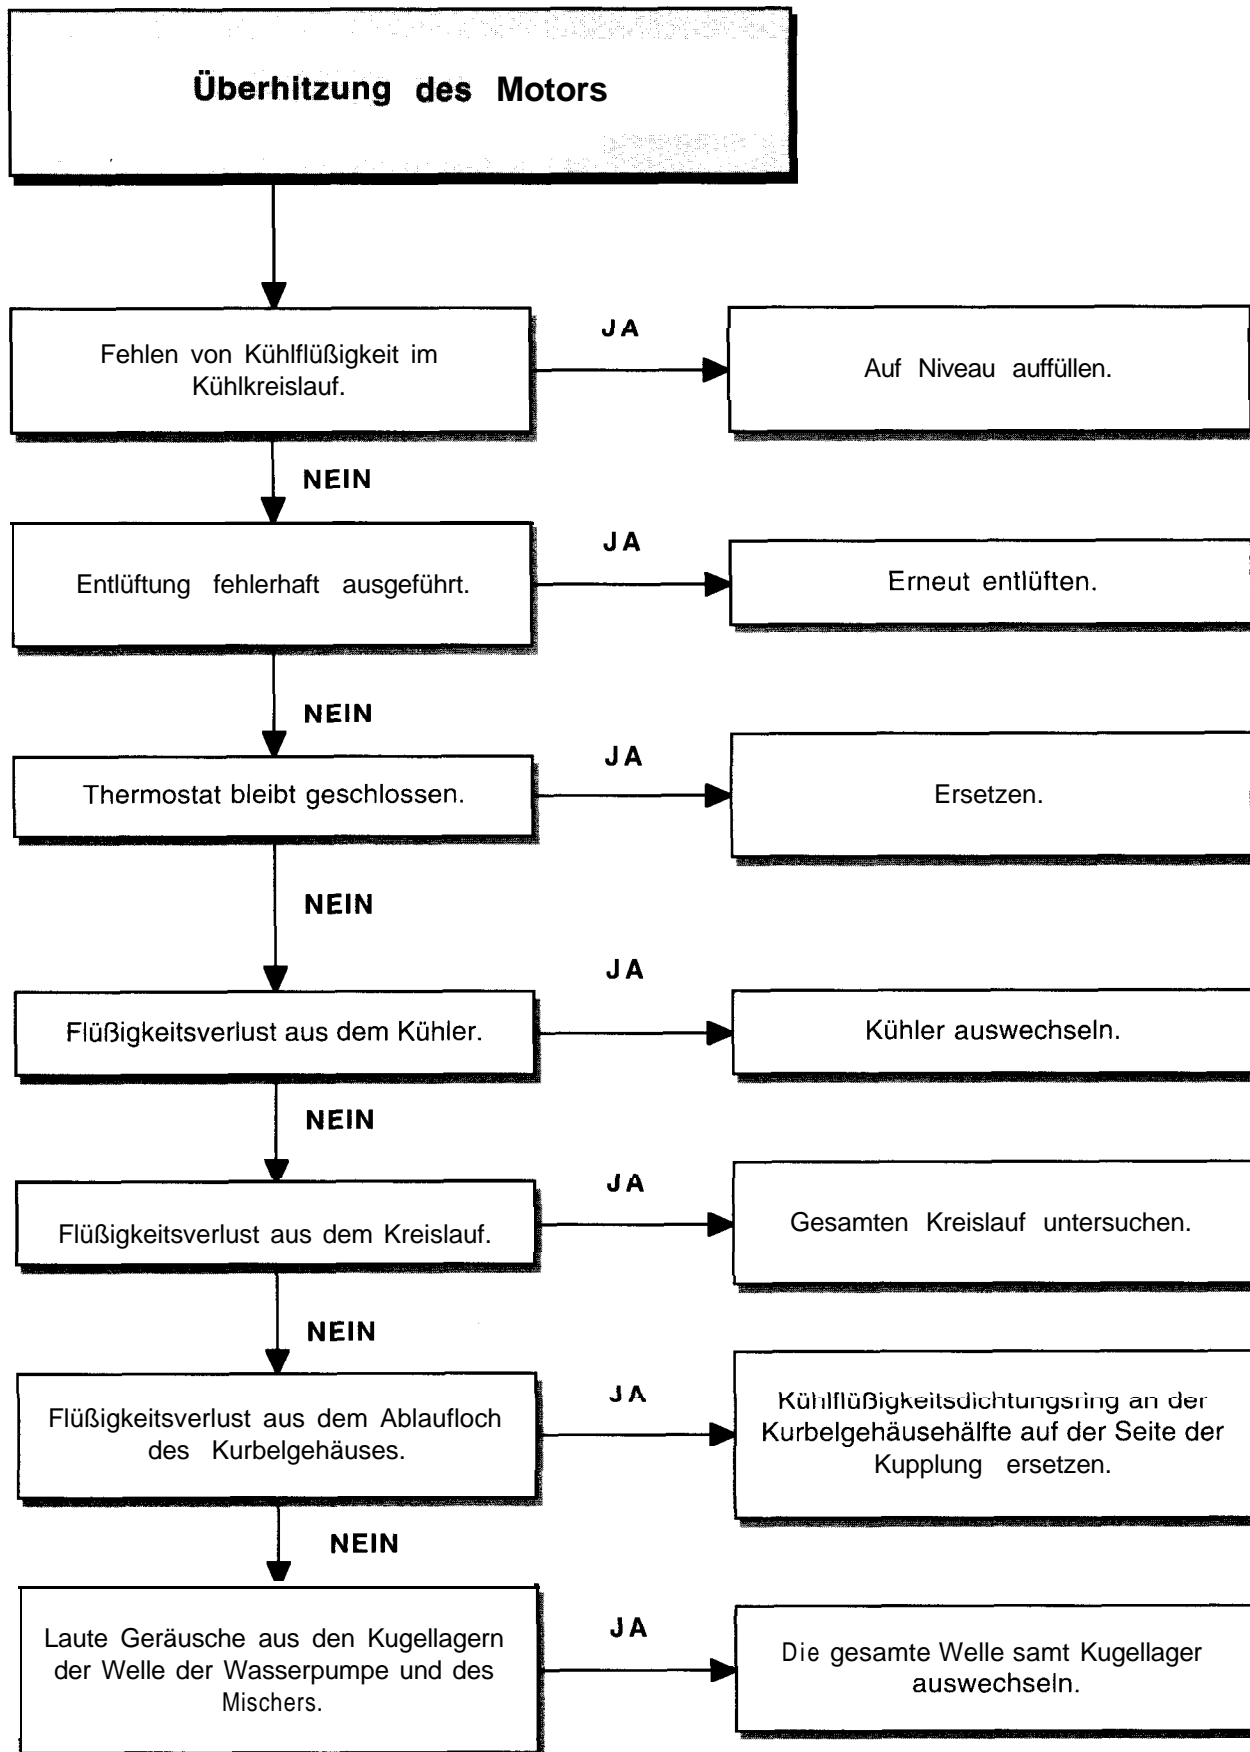 Überhitzung des Motors
Fehlen von Kühlflüßigkeit im
Kühlkreislauf.
JA
Auf Niveau auffüllen.
NEIN
Entlüftung fehlerhaft ausgeführt.
JA
Erneut entlüften.
NEIN
Thermostat bleibt geschlossen.
JA
Ersetzen.
NEIN
Flüßigkeitsverlust aus dem Kühler.
JA
Kühler auswechseln.
NEIN
Flüßigkeitsverlust aus dem Kreislauf.
JA
Gesamten Kreislauf untersuchen.
NEIN
Flüßigkeitsverlust aus dem Ablaufloch
des Kurbelgehäuses.
JA
Kühlflüßigkeitsdichtungsring an der
Kurbelgehäusehälfte auf der Seite der
Kupplung ersetzen.
NEIN
Laute Geräusche aus den Kugellagern
der Welle der Wasserpumpe und des
Mischers.
JA
Die gesamte Welle samt Kugellager
auswechseln.